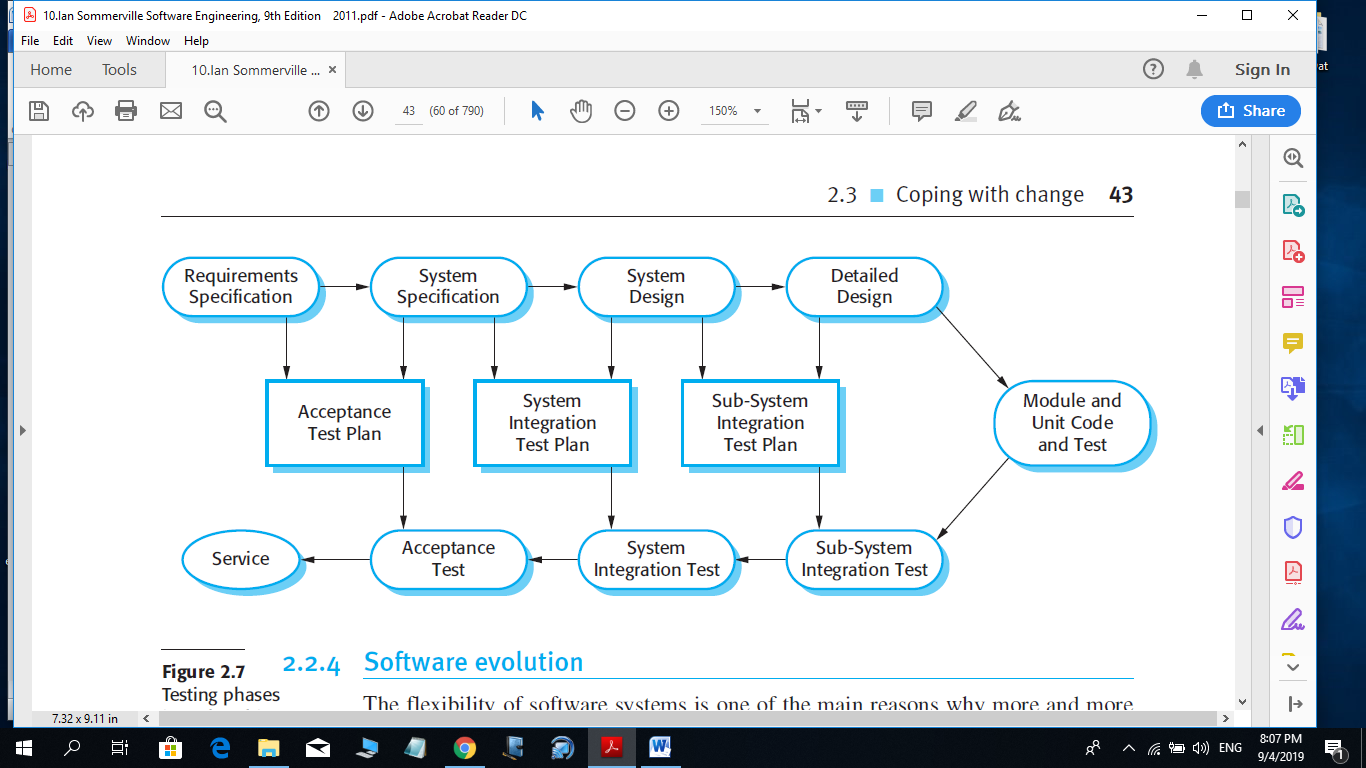 10.Ian Sommerville Software Engineering, 9th Edition   2011.pdf - Adobe Acrobat Reader DC
File Edit View Window Help
Home Tools 10.Ian Sommerville ... × Sign In
43 (60 of 790) 150% Share
at
2.3 ■ Coping with change 43
Requirements
Specification
System
Specification
System
Design
Detailed
Design
Acceptance
Test Plan
System
Integration
Test Plan
Sub-System
Integration
Test Plan
Module and
Unit Code
and Test
Service
Acceptance
Test
System
Integration Test
Sub-System
Integration Test
Figure 2.7
Testing phases
2.2.4 Software evolution
The flexibility of software systems is one of the main reasons why more and more
7.32 x 9.11 in
ENG
8:07 PM
9/4/2019
1